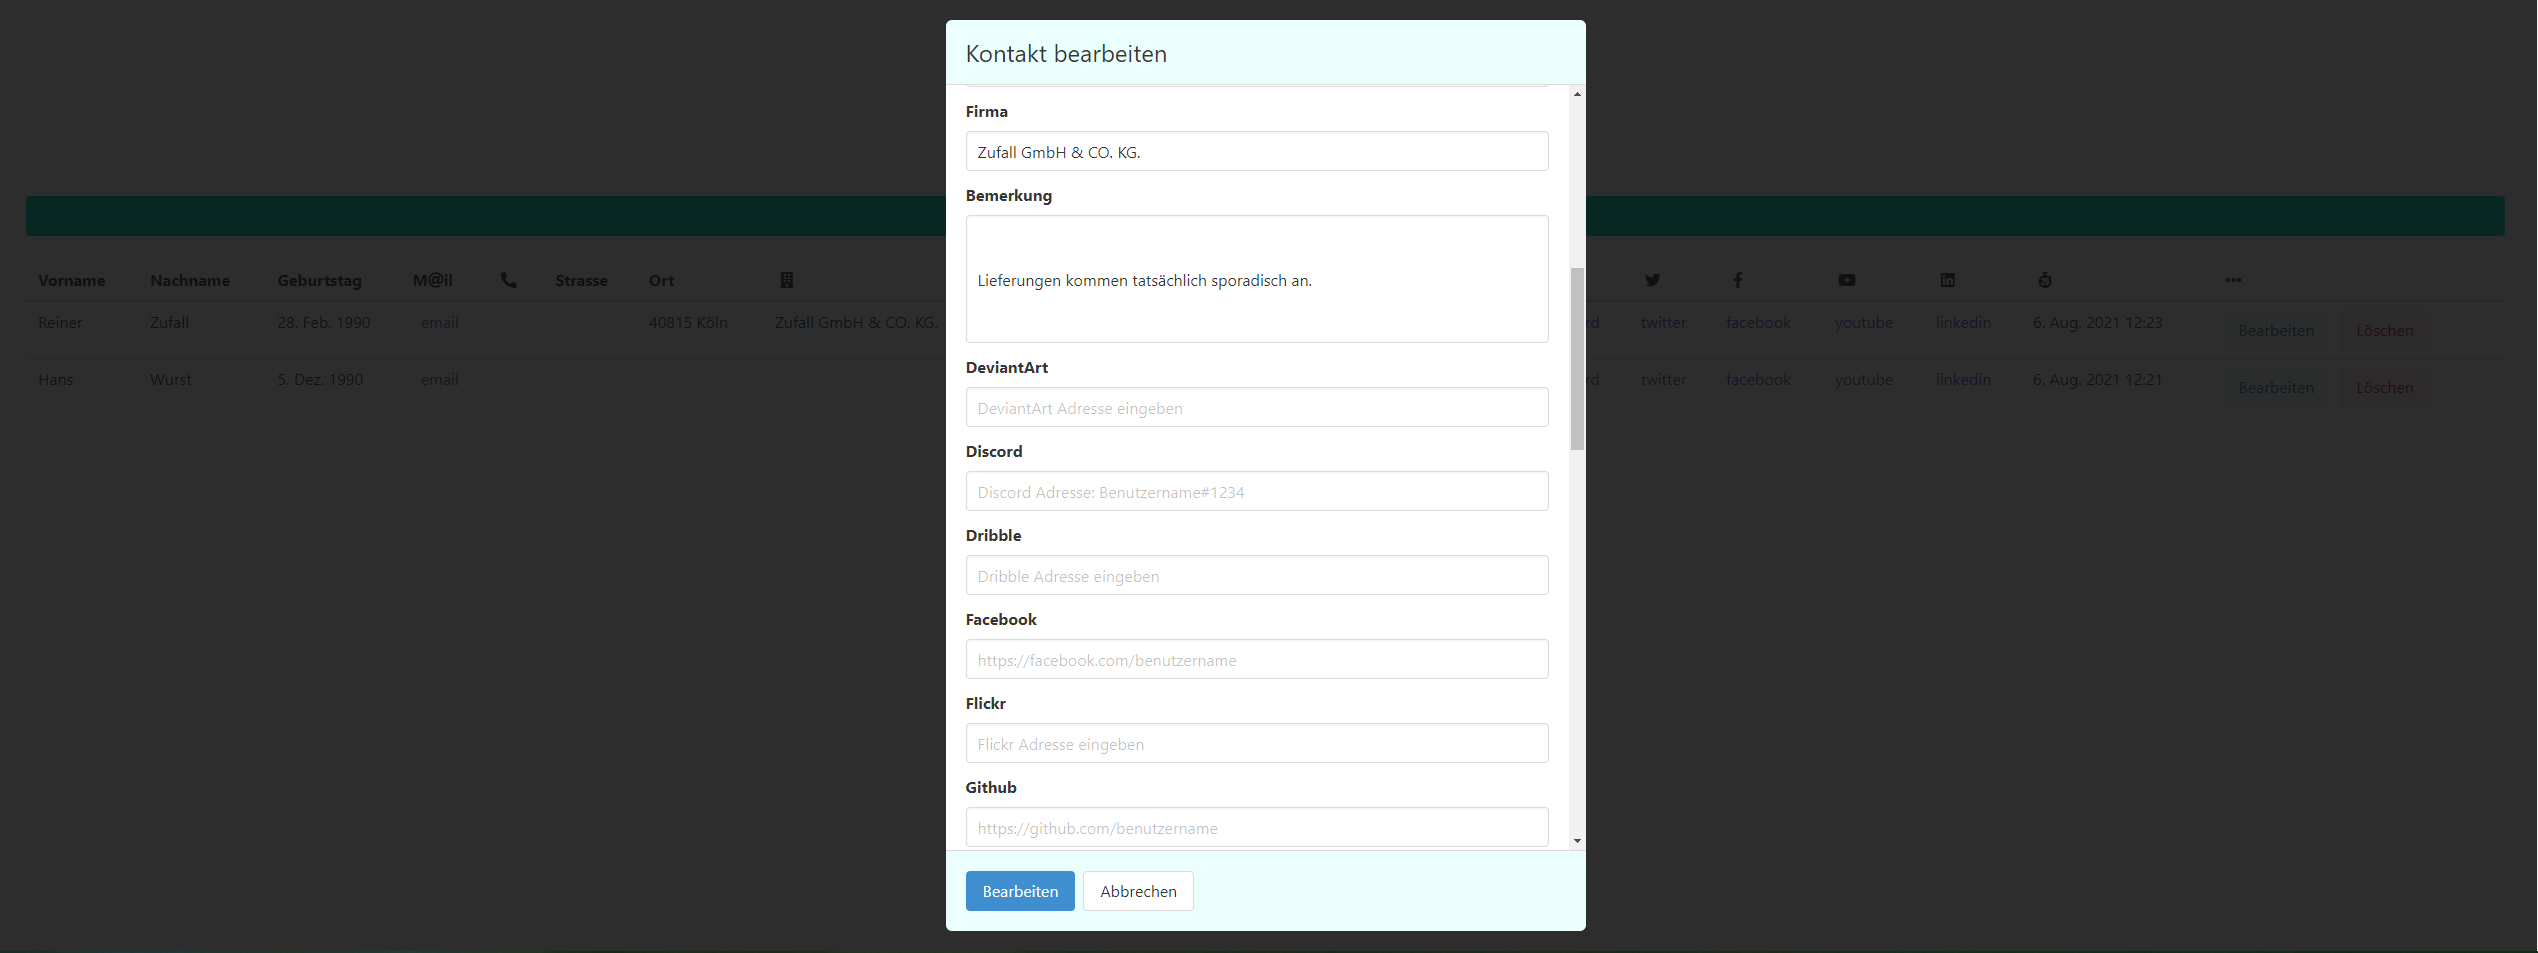 Kontakt bearbeiten
Firma
Zufall GmbH & CO. KG.
Bemerkung
Lieferungen kommen tatsächlich sporadisch an.
DeviantArt
DeviantArt Adresse eingeben
Discord
Discord Adresse: Benutzername#1234
Dribble
Dribble Adresse eingeben
Facebook
https://facebook.com/benutzername
Flickr
Flickr Adresse eingeben
Github
https://github.com/benutzername
Bearbeiten Abbrechen
Vorname Nachname Geburtstag M@il Strasse Ort
Reiner Zufall 28. Feb. 1990 email 40815 Köln Zufall GmbH & CO. KG. rd twitter facebook youtube linkedin 6. Aug. 2021 12:23 Bearbeiten Löschen
Hans Wurst 5. Dez. 1990 email rd twitter facebook youtube linkedin 6. Aug. 2021 12:21 Bearbeiten Löschen